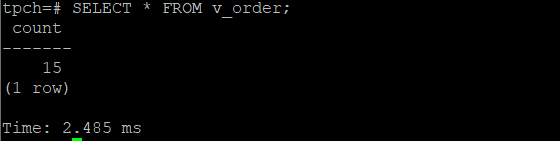 tpch=# SELECT * FROM v_order;
 count
-------
    15
(1 row)

Time: 2.485 ms